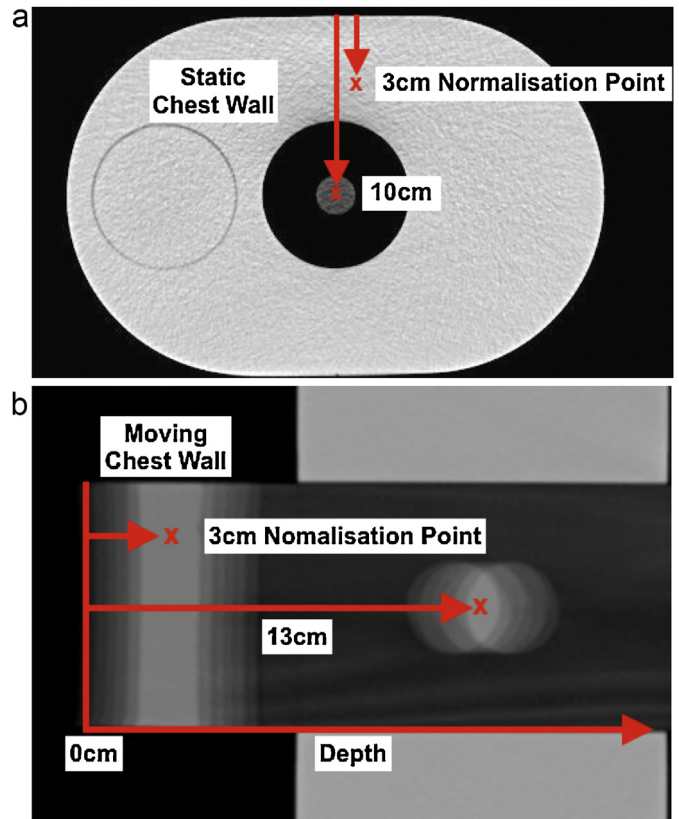 a
Static
Chest Wall
x 3cm Normalisation Point
x 10cm
b
Moving
Chest Wall
x 3cm Nomalisation Point
x
13cm
0cm
Depth